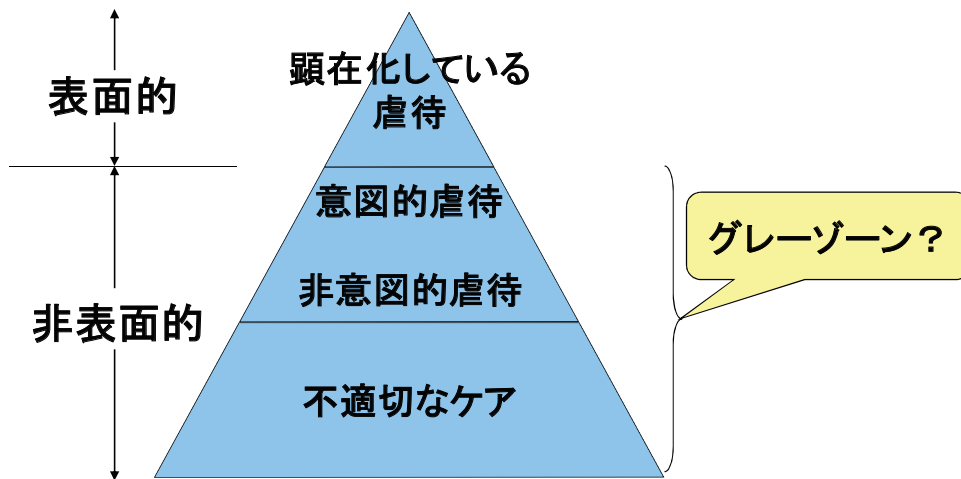 表面的
顕在化している
虐待
意図的虐待
グレーゾーン？
非意図的虐待
非表面的
不適切なケア